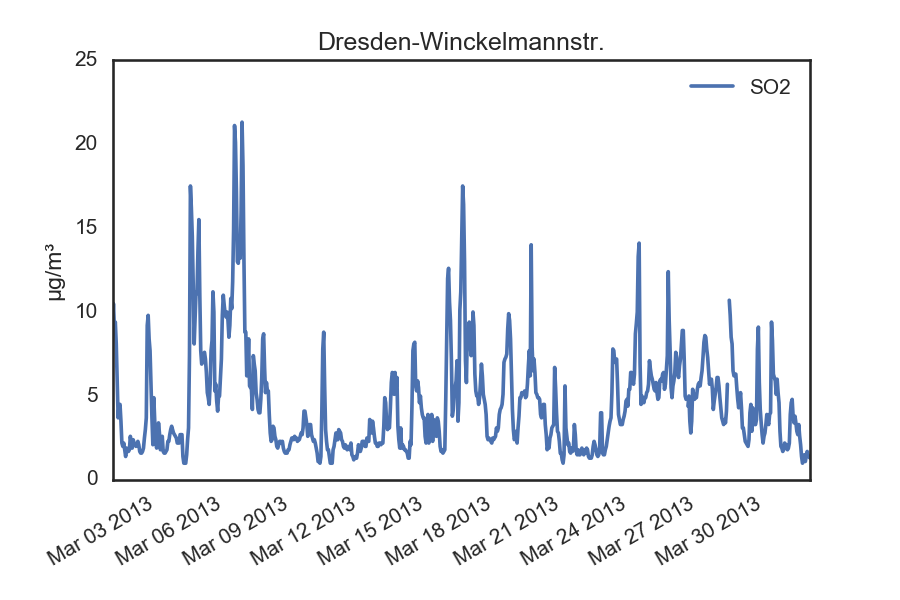 Dresden-Winckelmannstr.
SO2
µg/m³
25
20
15
10
5
0
Mar 03 2013
Mar 06 2013
Mar 09 2013
Mar 12 2013
Mar 15 2013
Mar 18 2013
Mar 21 2013
Mar 24 2013
Mar 27 2013
Mar 30 2013